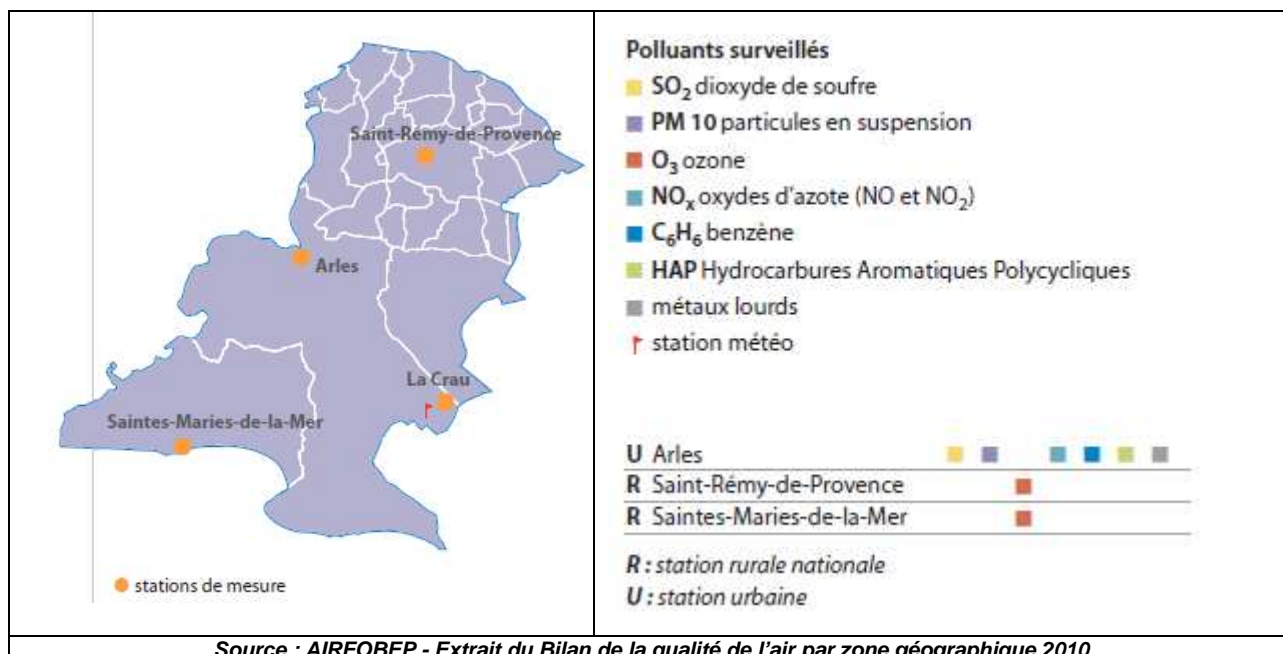 Saint-Rémy-de-Provence
Arles
La Crau
Saintes-Maries-de-la-Mer
stations de mesure
Polluants surveillés
SO2 dioxyde de soufre
PM 10 particules en suspension
O3 ozone
NOx oxydes d'azote (NO et NO2)
C6H6 benzène
HAP Hydrocarbures Aromatiques Polycycliques
métaux lourds
station météo
U Arles
R Saint-Rémy-de-Provence
R Saintes-Maries-de-la-Mer
R : station rurale nationale
U : station urbaine
Source : AIRFOBEP - Extrait du Bilan de la qualité de l'air par zone géographique 2010